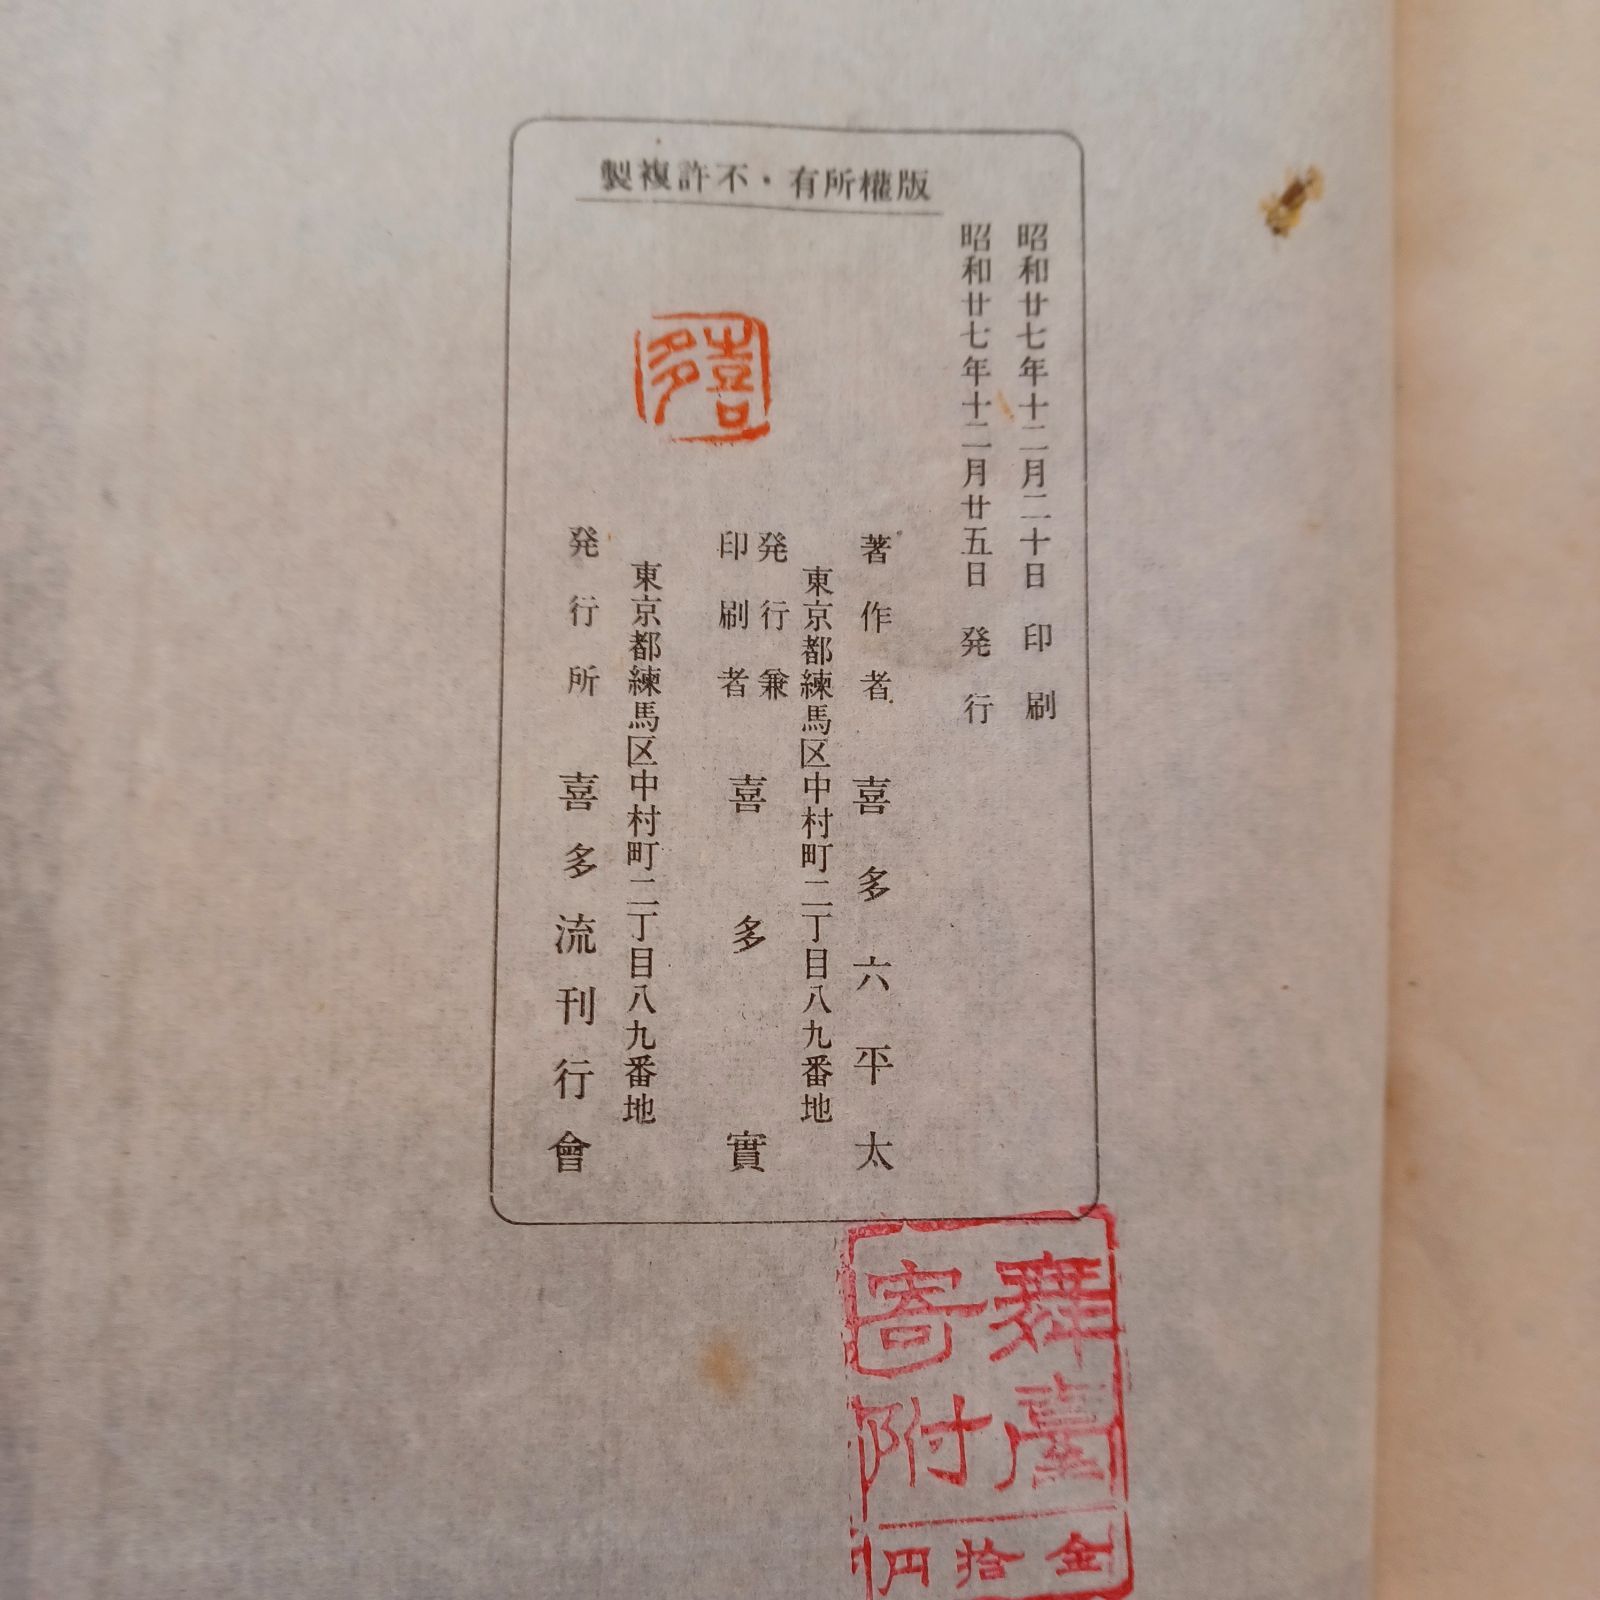 版權所有・不許複製
昭和廿七年十二月二十日 印刷
昭和廿七年十二月廿五日 発行
著作者 喜多六平太
東京都練馬区中村町二丁目八九番地
発行兼
印刷者 喜多實
東京都練馬区中村町二丁目八九番地
発行所 喜多流刊行會
喜多
舞臺
寄附
金拾円